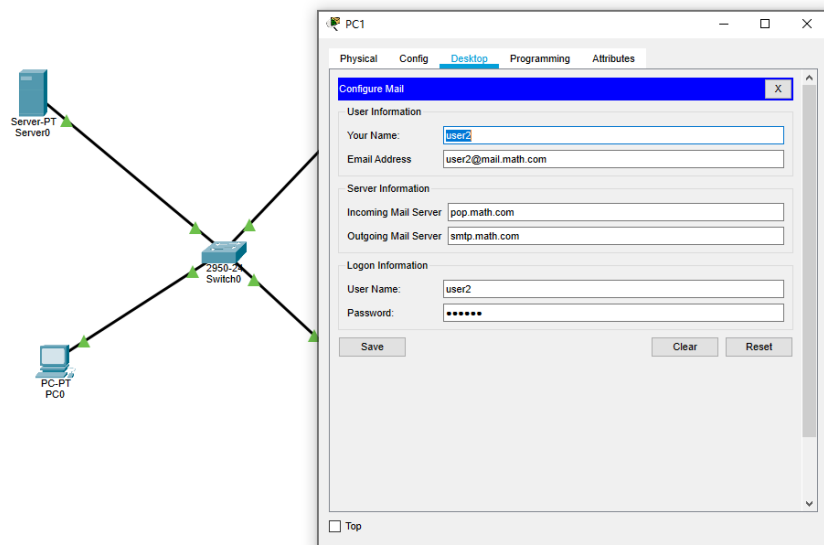 PC1
Physical Config Desktop Programming Attributes
Configure Mail X
User Information
Your Name: user2
Email Address user2@mail.math.com
Server Information
Incoming Mail Server pop.math.com
Outgoing Mail Server smtp.math.com
Logon Information
User Name: user2
Password: ●●●●●●
Save Clear Reset
Top
Server-PT
Server0
2950-24
Switch0
PC-PT
PC0